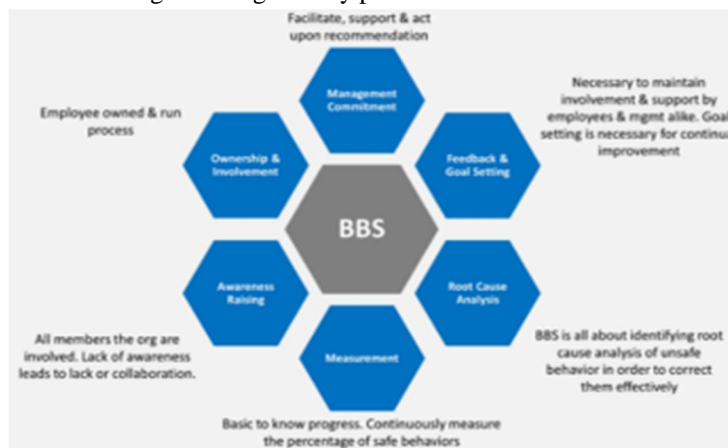 Facilitate, support & act
upon recommendation
Management
Commitment
Necessary to maintain
involvement & support by
employees & mgmt alike. Goal
setting is necessary for continua
improvement
Employee owned & run
process
Ownership &
Involvement
Feedback &
Goal Setting
BBS
Awareness
Raising
Root Cause
Analysis
All members the org are
involved. Lack of awareness
leads to lack or collaboration.
Measurement
BBS is all about identifying root
cause analysis of unsafe
behavior in order to correct
them effectively
Basic to know progress. Continuously measure
the percentage of safe behaviors